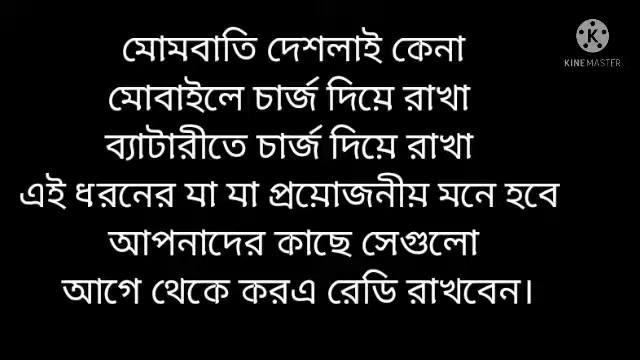 মোমবাতি দেশলাই কেনা
মোবাইলে চার্জ দিয়ে রাখা
ব্যাটারীতে চার্জ দিয়ে রাখা
এই ধরনের যা যা প্রয়োজনীয় মনে হবে
আপনাদের কাছে সেগুলো
আগে থেকে করএ রেডি রাখবেন।
K
KINEMASTER